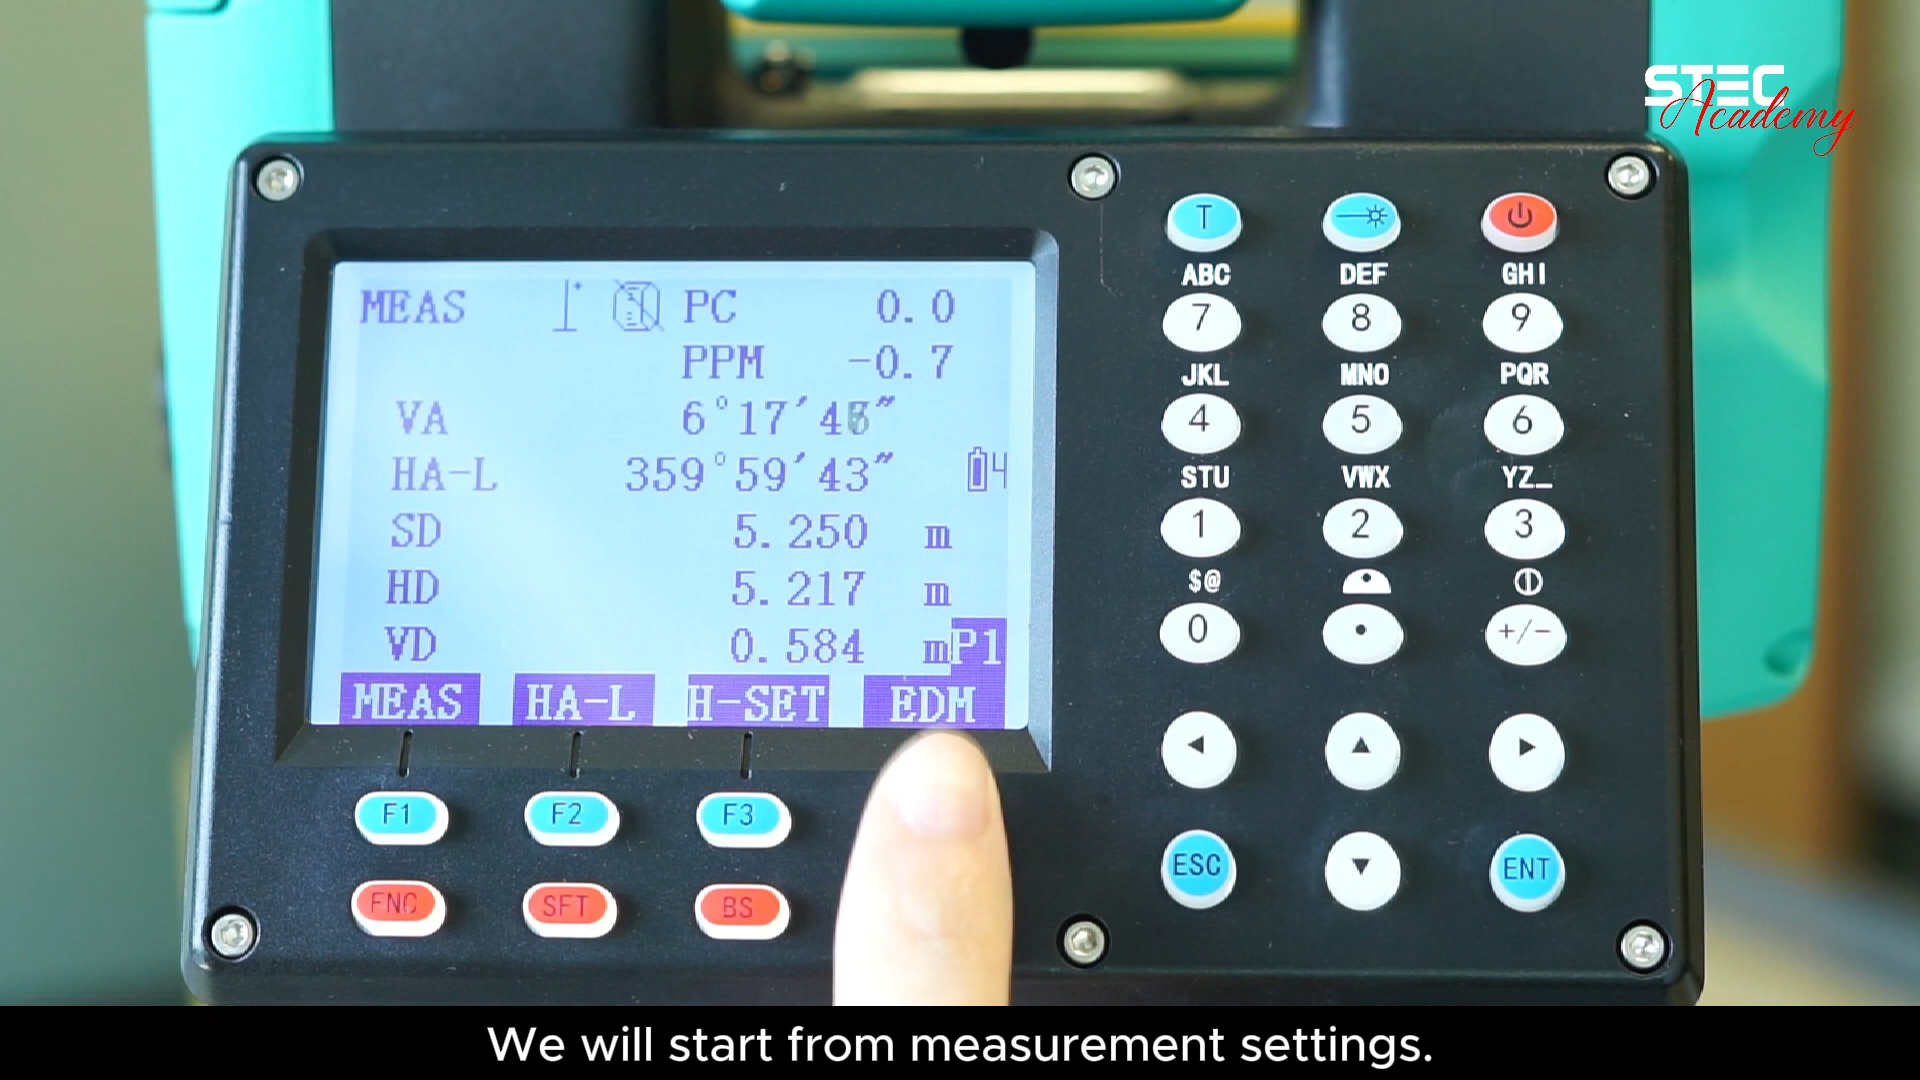 STEC
Academy
MEAS PC 0.0
PPM -0.7
VA 6°17′4
HA-L 359°59′43″ 4
SD 5.250 m
HD 5.217 m
VD 0.584 m P1
MEAS HA-L H-SET EDM
F1 F2 F3
FNC SFT BS
T
ABC DEF GHI
7 8 9
JKL MNO PQR
4 5 6
STU VWX YZ_
1 2 3
$@
0 • +/-
ESC ENT
We will start from measurement settings.